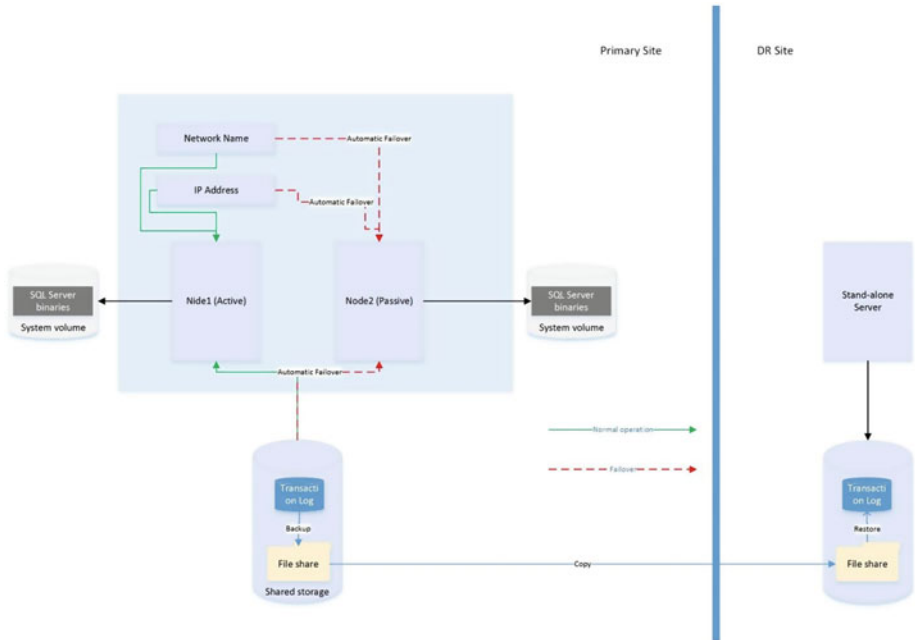 Primary Site
DR Site
Network Name
Automatic Failover
IP Address
Automatic Failover
Nide1 (Active)
Node2 (Passive)
SQL Server
binaries
System volume
SQL Server
binaries
System volume
Stand-alone
Server
Automatic Failover
Normal operation
Failover
Transacti
on Log
Backup
File share
Shared storage
Copy
Transacti
on Log
Restore
File share